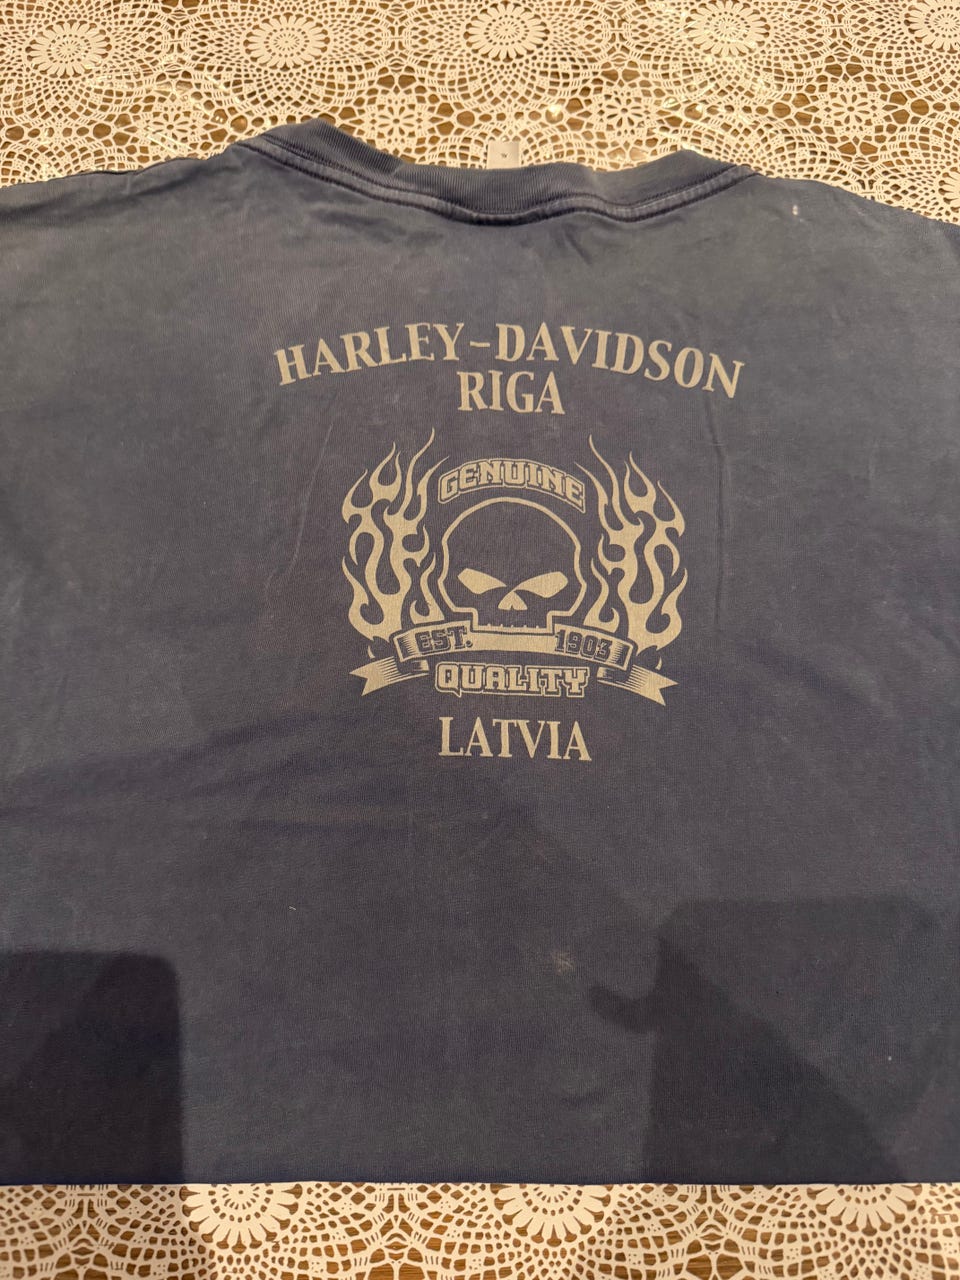 HARLEY-DAVIDSON
RIGA
GENUINE
EST. 1903
QUALITY
LATVIA